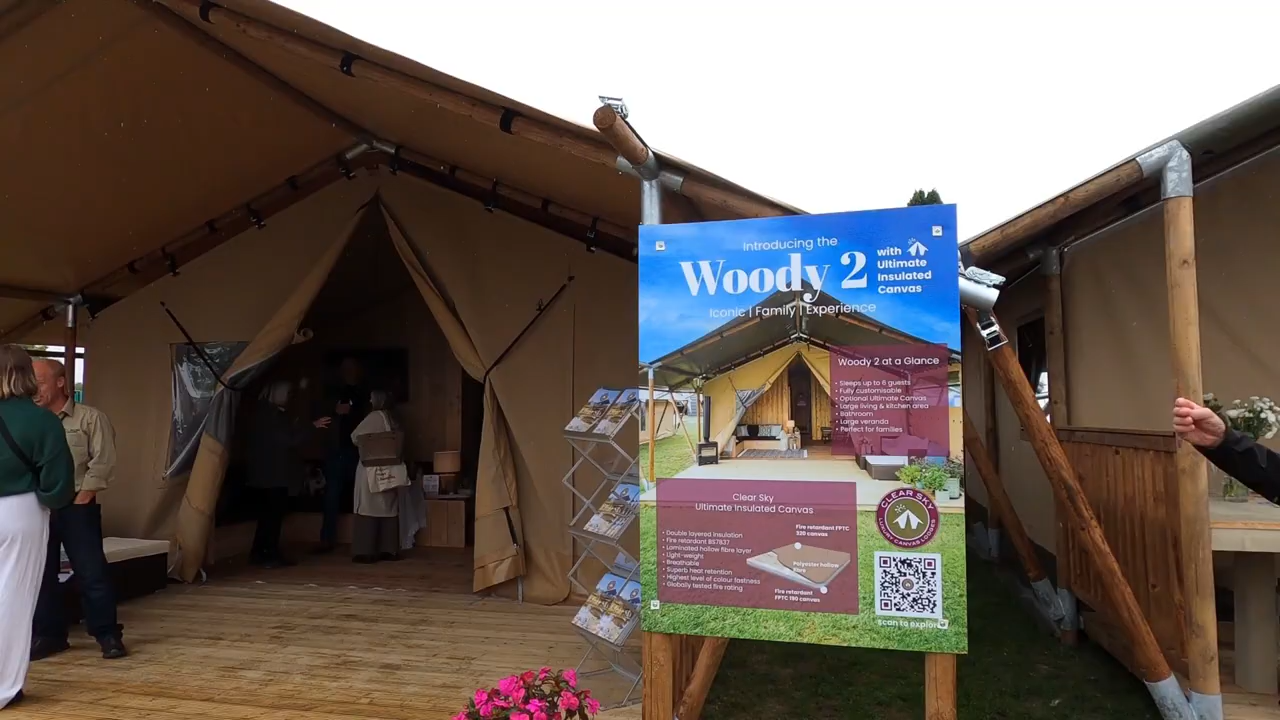 Introducing the
Woody 2
with
Ultimate
Insulated
Canvas
Iconic | Family | Experience
Woody 2 at a Glance
• Sleeps up to 6 guests
• Fully customisable
• Optional Ultimate Canvas
• Large living & kitchen area
• Bathroom
• Large veranda
• Perfect for families
Clear Sky
Ultimate Insulated Canvas
• Double layered insulation
• Fire retardant BS7837
• Laminated hollow fibre layer
• Light-weight
• Breathable
• Superb heat retention
• Highest level of colour fastness
• Globally tested fire rating
Fire retardant FPTC
320 canvas
Polyester hollow
fibre
Fire retardant
FPTC 190 canvas
CLEAR SKY
LUXURY CANVAS LODGES
Scan to explore